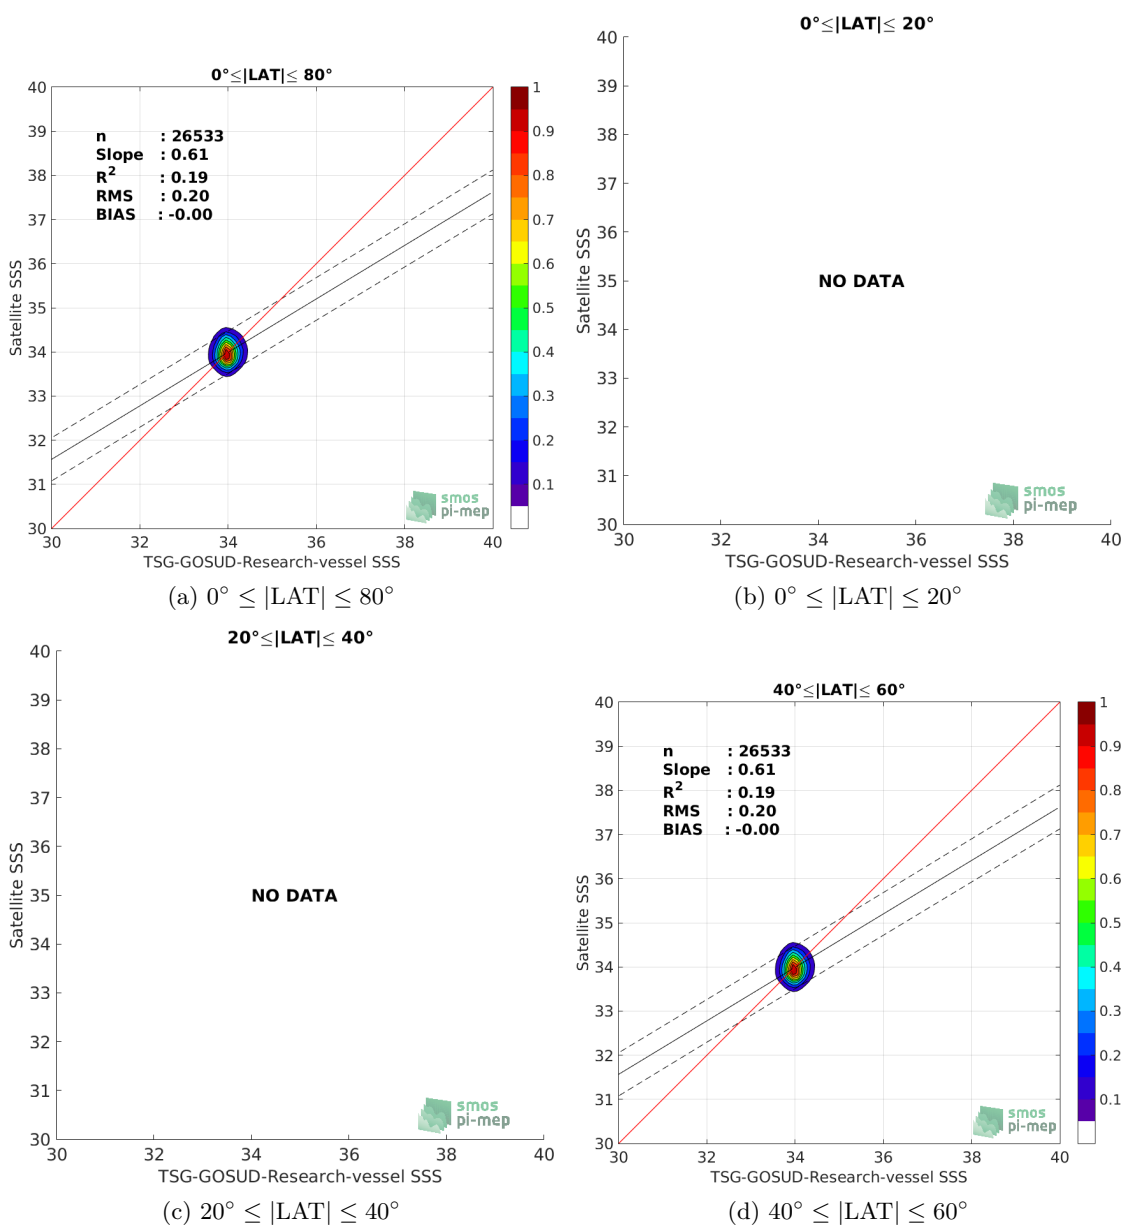 0°≤|LAT|≤ 80°
40
39
38
37
36
35
34
33
32
31
30
Satellite SSS
n : 26533
Slope : 0.61
R² : 0.19
RMS : 0.20
BIAS : -0.00
1
0.9
0.8
0.7
0.6
0.5
0.4
0.3
0.2
0.1
smos
pi-mep
30 32 34 36 38 40
TSG-GOSUD-Research-vessel SSS
(a) 0° ≤ |LAT| ≤ 80°
0°≤|LAT|≤ 20°
40
39
38
37
36
35
34
33
32
31
30
Satellite SSS
NO DATA
smos
pi-mep
30 32 34 36 38 40
TSG-GOSUD-Research-vessel SSS
(b) 0° ≤ |LAT| ≤ 20°
20°≤|LAT|≤ 40°
40
39
38
37
36
35
34
33
32
31
30
Satellite SSS
NO DATA
smos
pi-mep
30 32 34 36 38 40
TSG-GOSUD-Research-vessel SSS
(c) 20° ≤ |LAT| ≤ 40°
40°≤|LAT|≤ 60°
40
39
38
37
36
35
34
33
32
31
30
Satellite SSS
n : 26533
Slope : 0.61
R² : 0.19
RMS : 0.20
BIAS : -0.00
1
0.9
0.8
0.7
0.6
0.5
0.4
0.3
0.2
0.1
smos
pi-mep
30 32 34 36 38 40
TSG-GOSUD-Research-vessel SSS
(d) 40° ≤ |LAT| ≤ 60°